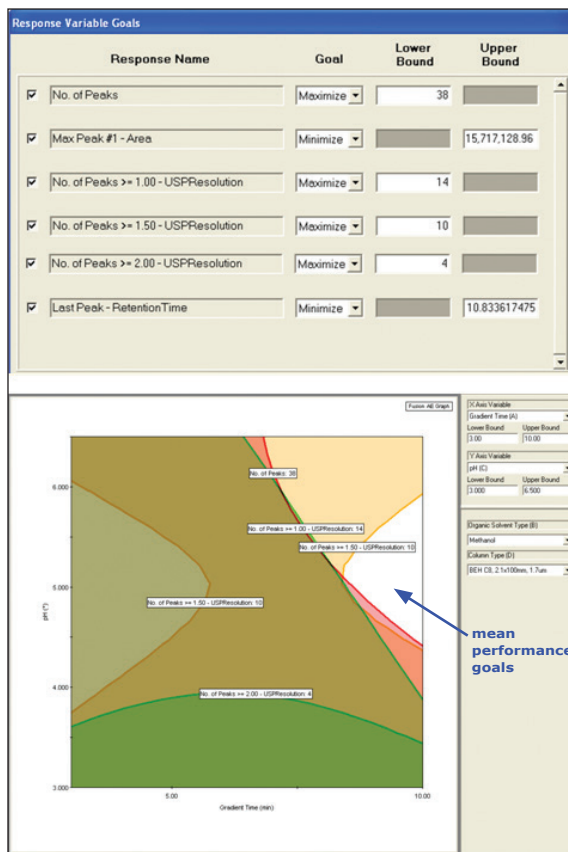 Response Variable Goals
Response Name Goal Lower Bound Upper Bound
No. of Peaks Maximize 38
Max Peak #1 - Area Minimize 15,717,128.96
No. of Peaks >= 1.00 - USPResolution Maximize 14
No. of Peaks >= 1.50 - USPResolution Maximize 10
No. of Peaks >= 2.00 - USPResolution Maximize 4
Last Peak - RetentionTime Minimize 10.833617475
Fusion AE Graph
X Axis Variable
Gradient Time (A)
Lower Bound Upper Bound
3.00 10.00
Y Axis Variable
pH (C)
Lower Bound Upper Bound
3.000 6.500
Organic Solvent Type (B)
Methanol
Column Type (D)
BEH C8, 2.1x100mm, 1.7um
No. of Peaks: 38
No. of Peaks >= 1.00 - USPResolution: 14
No. of Peaks >= 1.50 - USPResolution: 10
No. of Peaks >= 1.50 - USPResolution: 10
No. of Peaks >= 2.00 - USPResolution: 4
6.000
5.000
4.000
3.000
pH (*)
5.00 10.00
Gradient Time (min)
mean
performance
goals